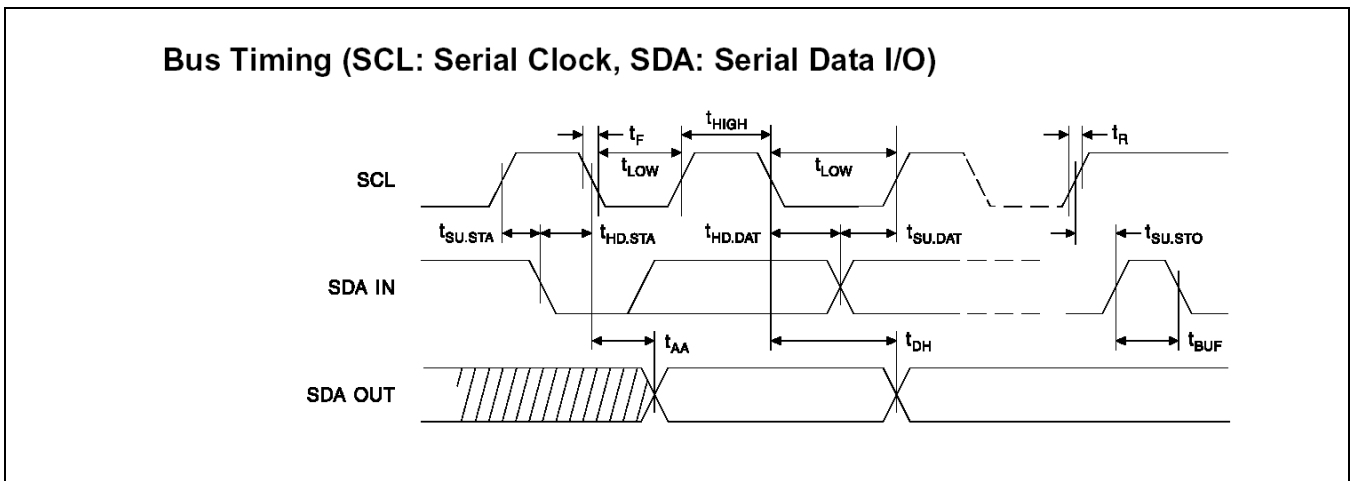 Bus Timing (SCL: Serial Clock, SDA: Serial Data I/O)
tF
tHIGH
tR
tLOW
tLOW
SCL
tSU.STA
tHD.STA
tHD.DAT
tSU.DAT
tSU.STO
SDA IN
tAA
tDH
tBUF
SDA OUT